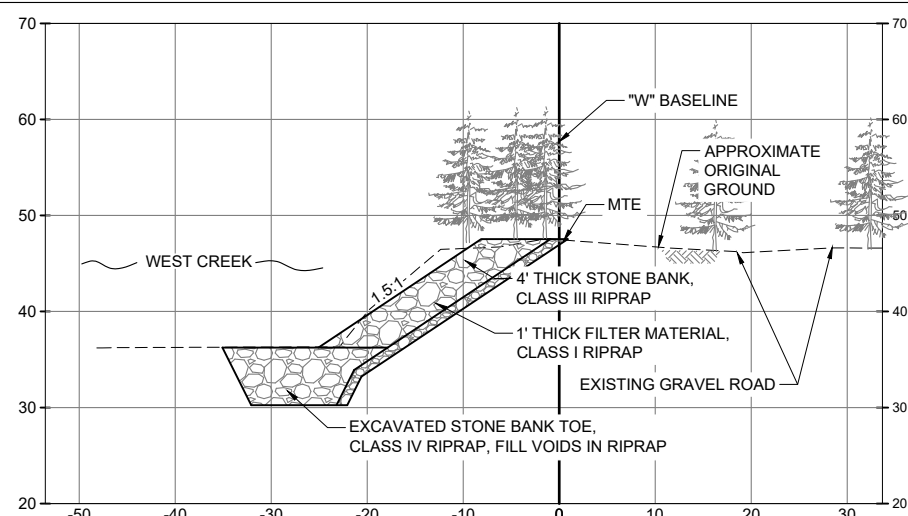 70
70
60
60
50
50
40
40
30
30
20
20
"W" BASELINE
APPROXIMATE
ORIGINAL
GROUND
MTE
WEST CREEK
1.5:1
4' THICK STONE BANK,
CLASS III RIPRAP
1' THICK FILTER MATERIAL,
CLASS I RIPRAP
EXISTING GRAVEL ROAD
EXCAVATED STONE BANK TOE,
CLASS IV RIPRAP, FILL VOIDS IN RIPRAP
-50 -40 -30 -20 -10 0 10 20 30